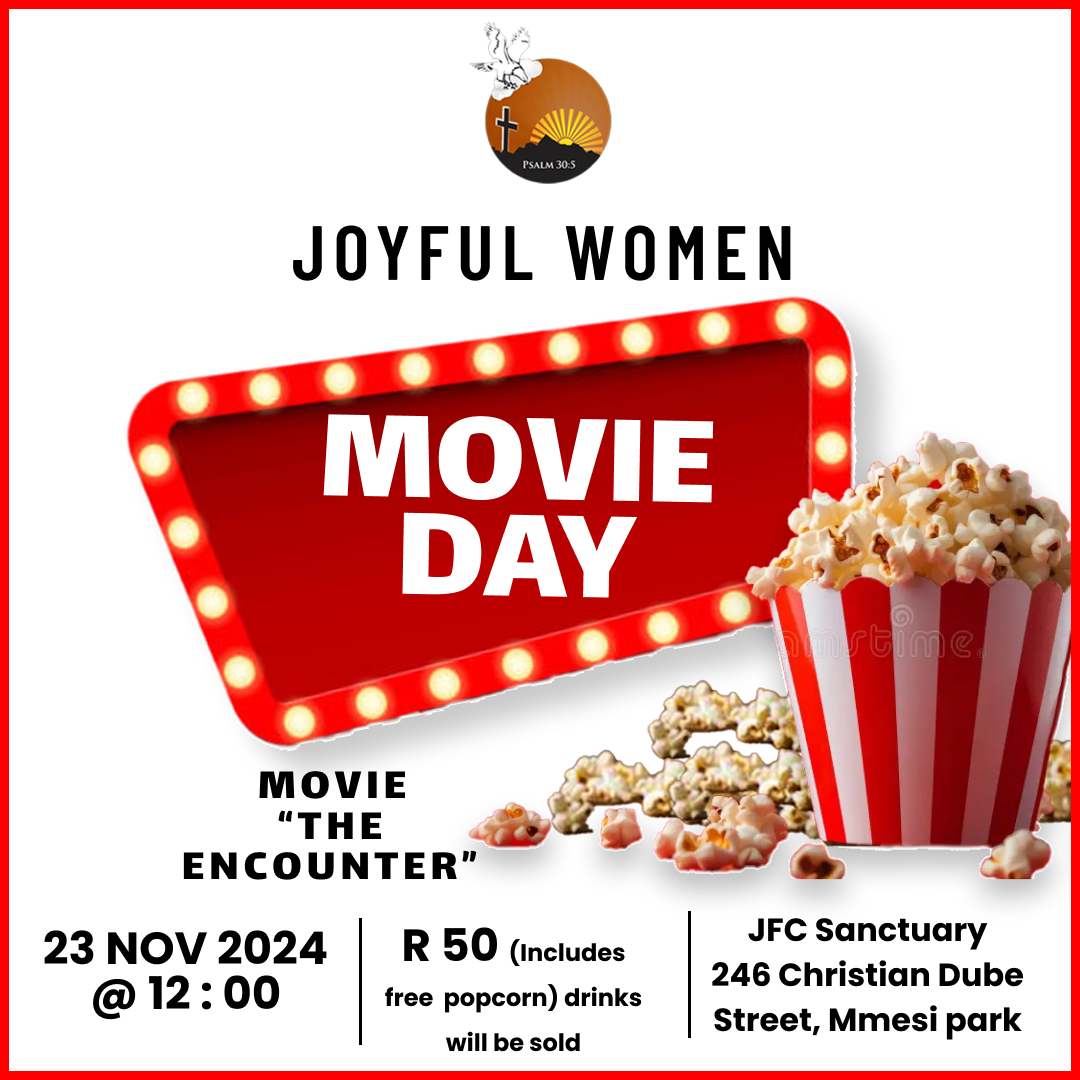 PSALM 30:5
JOYFUL WOMEN
MOVIE
DAY
MOVIE
“THE
ENCOUNTER”
23 NOV 2024
@ 12 : 00
R 50 (Includes
free popcorn) drinks
will be sold
JFC Sanctuary
246 Christian Dube
Street, Mmesi park